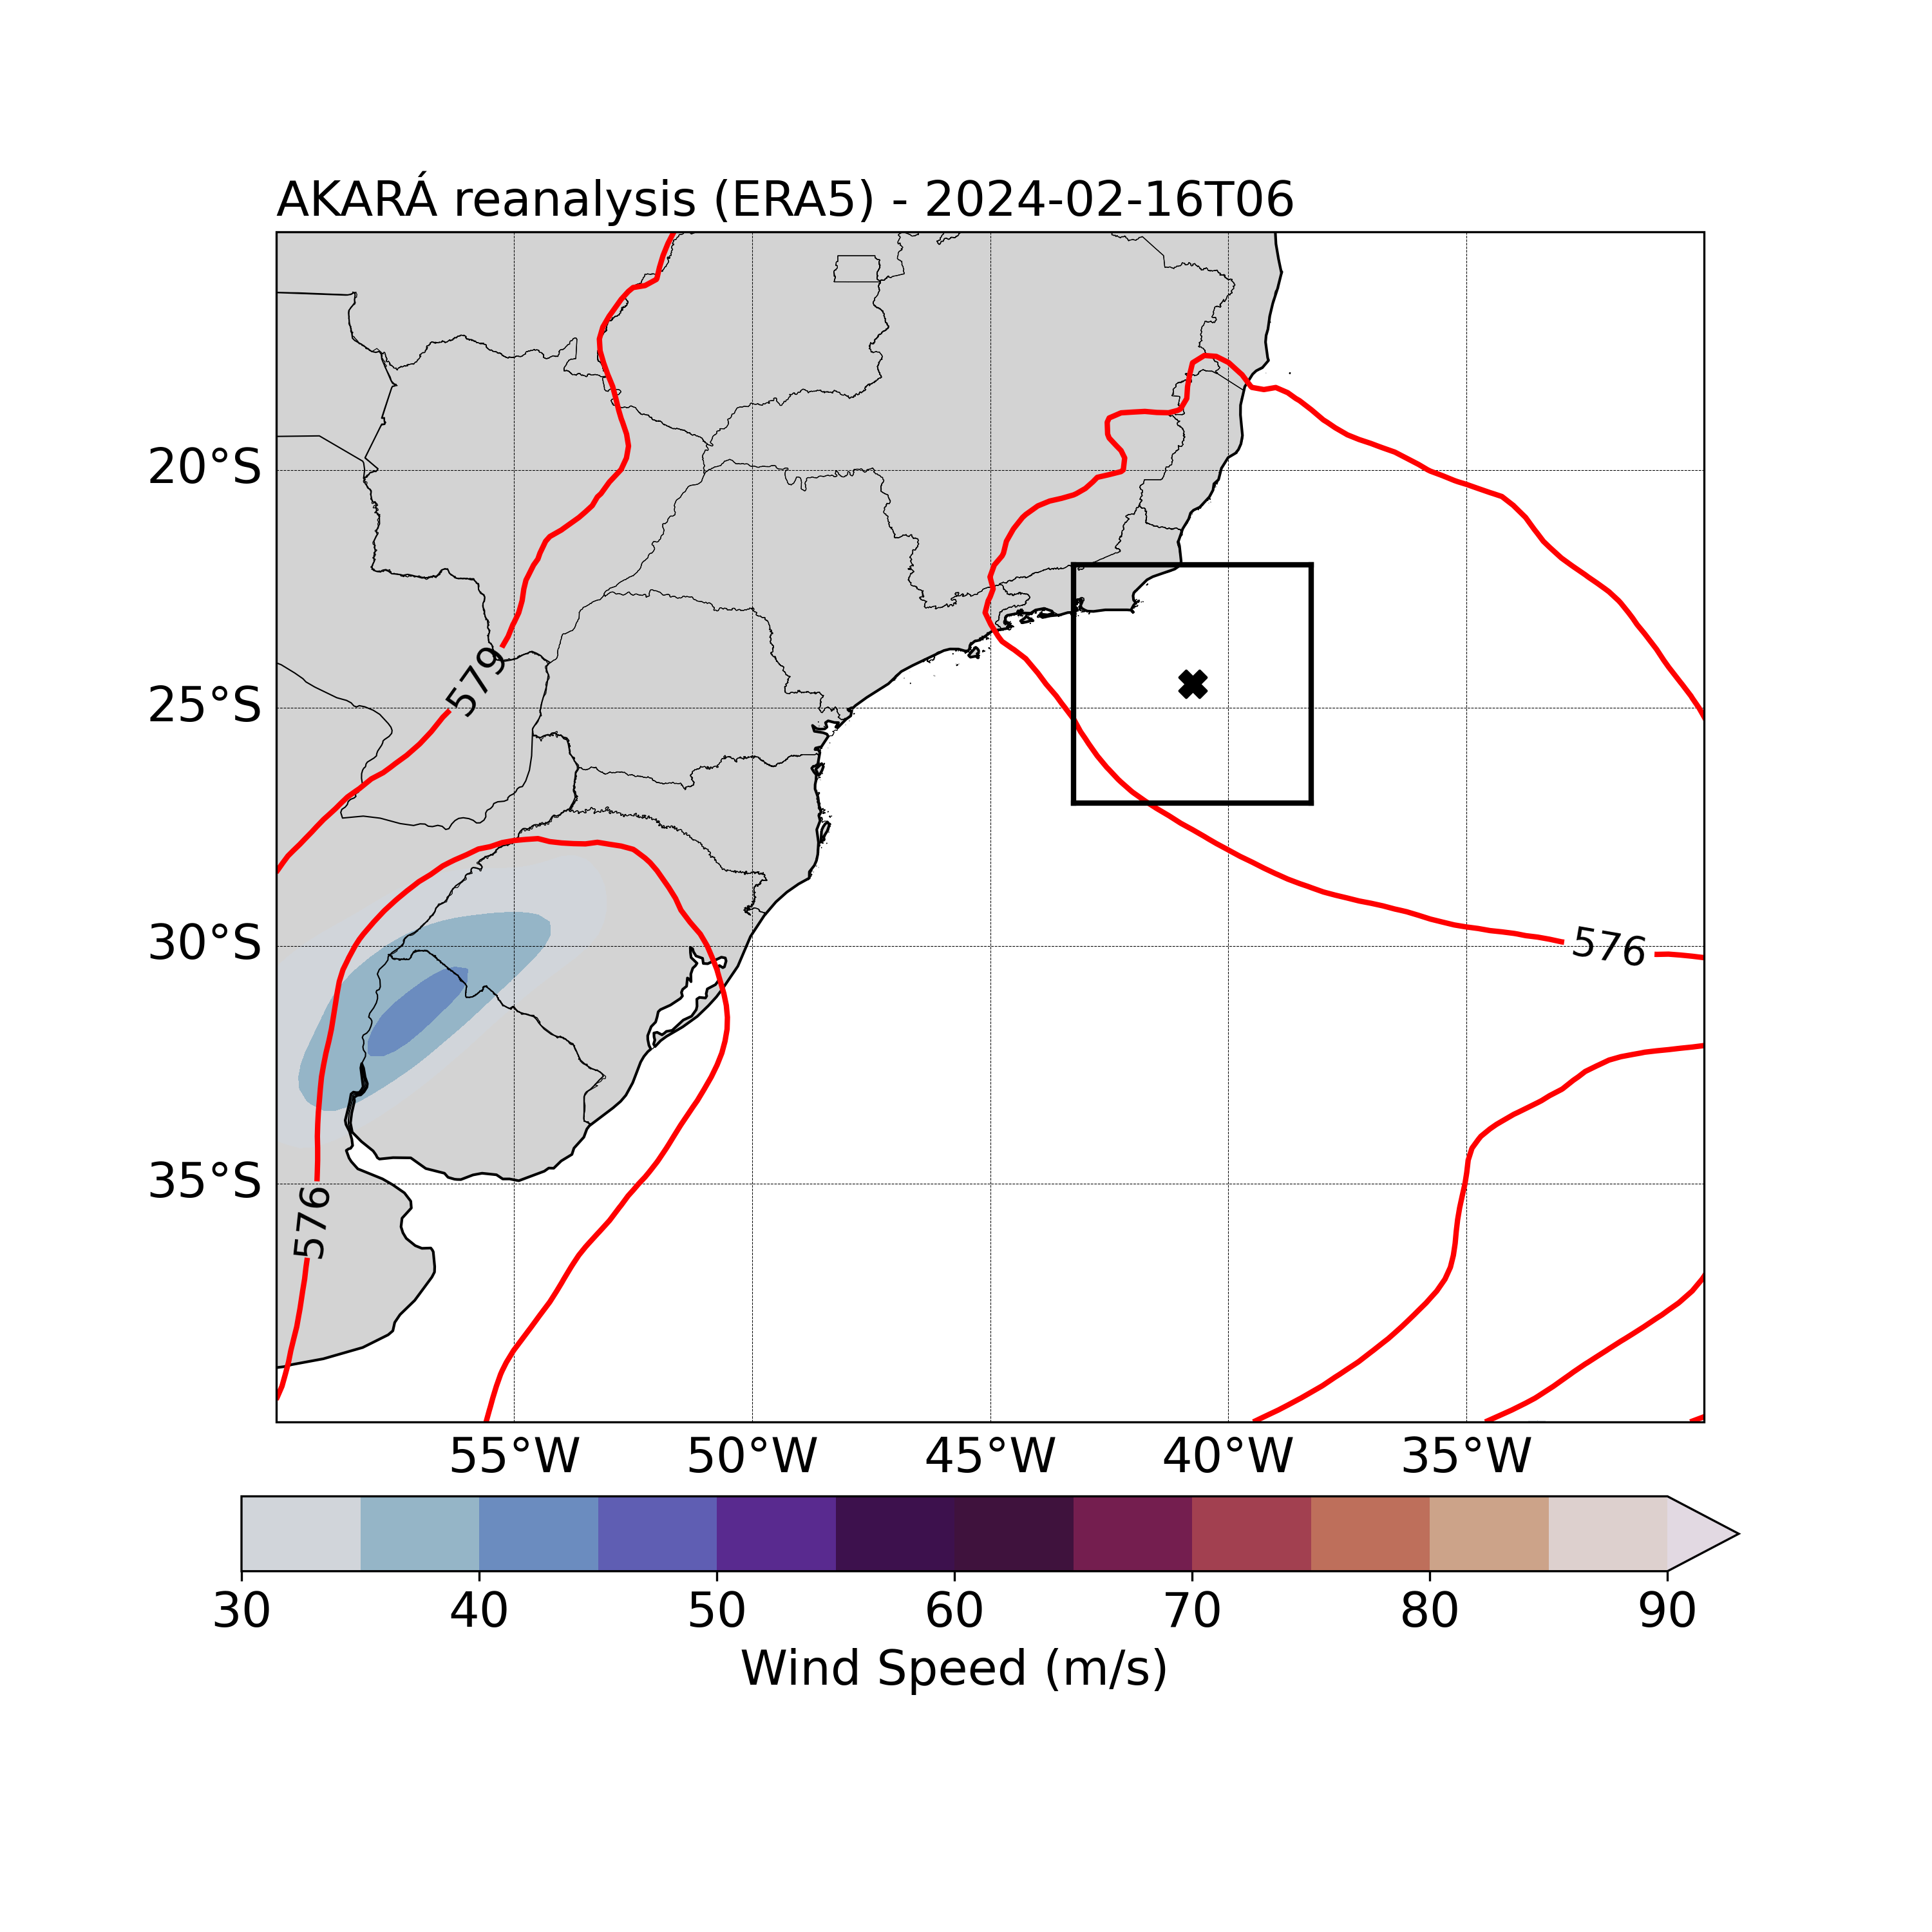 AKARÁ reanalysis (ERA5) - 2024-02-16T06
20°S
579
25°S
30°S
576
35°S
576
55°W 50°W 45°W 40°W 35°W
30 40 50 60 70 80 90
Wind Speed (m/s)